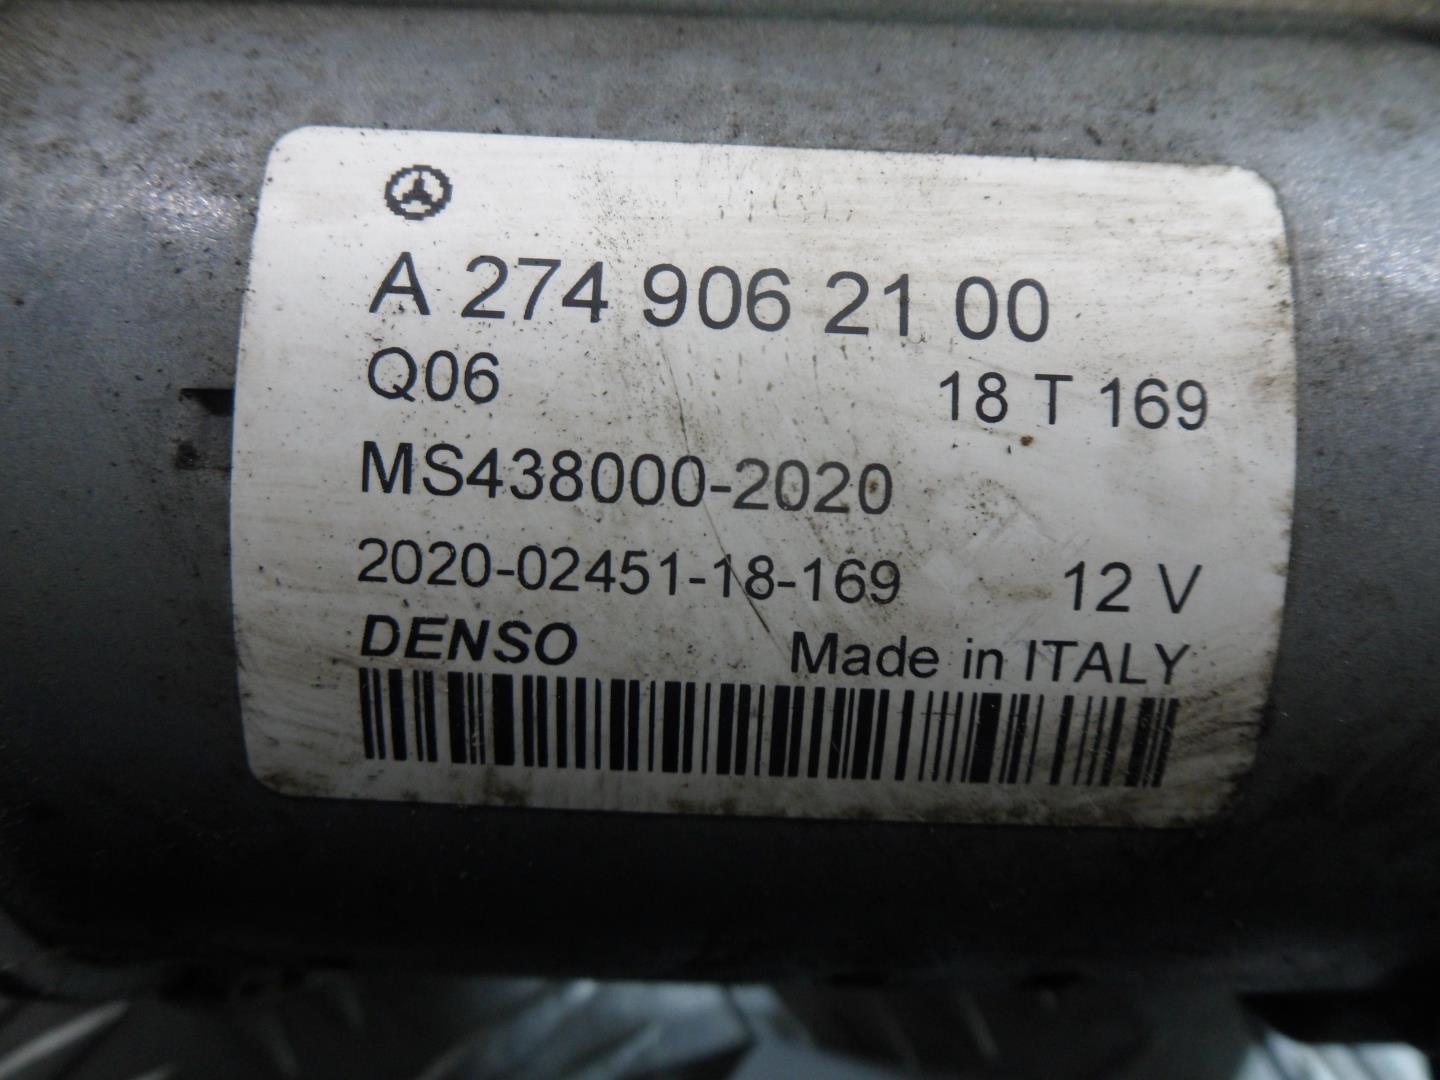 A 274 906 21 00
Q06 18 T 169
MS438000-2020
2020-02451-18-169 12 V
DENSO Made in ITALY